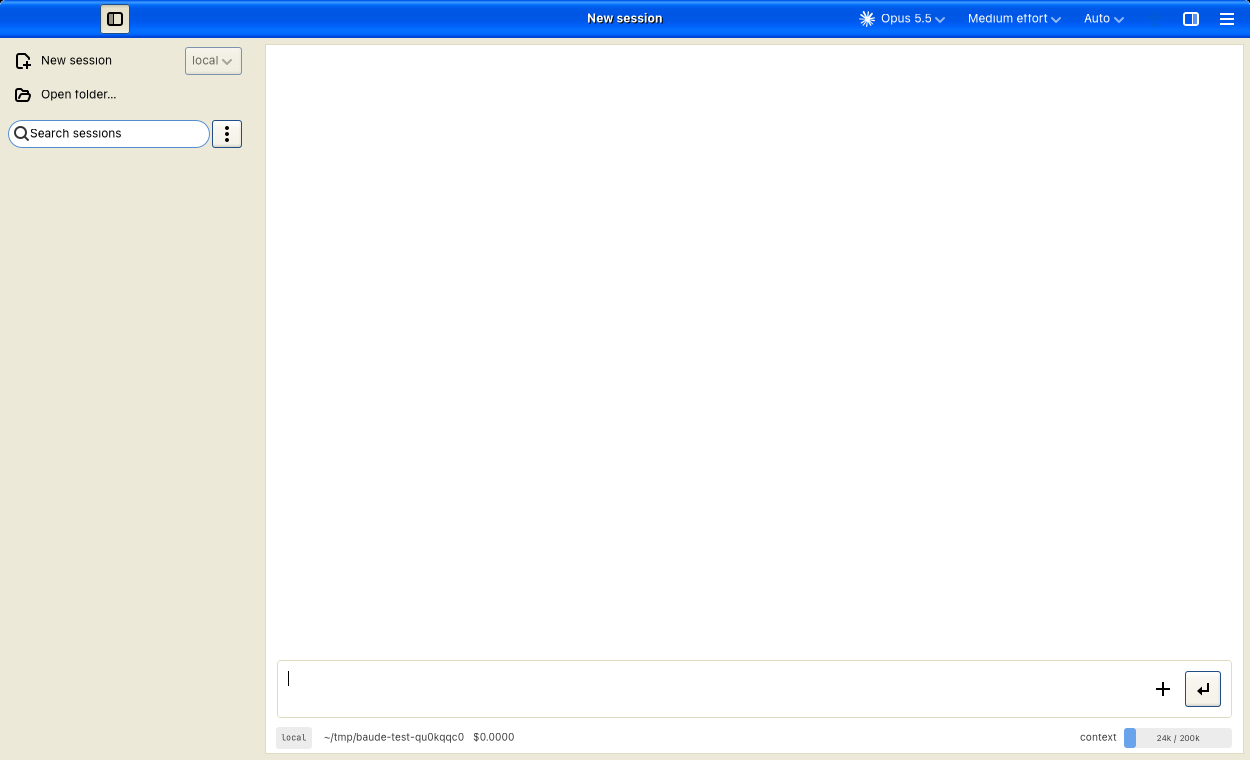 New session
Opus 5.5
Medium effort
Auto
New session
local
Open folder...
Search sessions
local
~/tmp/baude-test-qu0kqqc0
$0.0000
context
24k / 200k